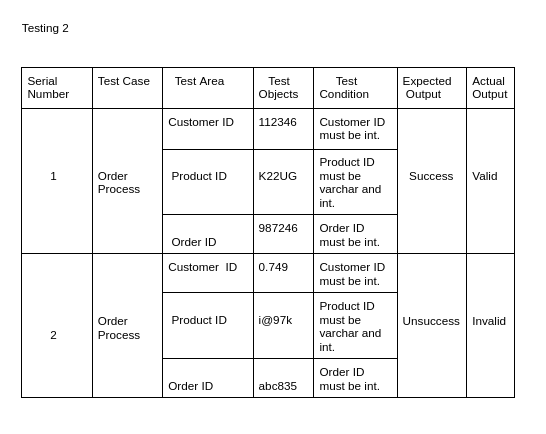 Testing 2
Serial Number
Test Case
Test Area
Test Objects
Test Condition
Expected Output
Actual Output
1
Order Process
Customer ID
112346
Customer ID must be int.
Product ID
K22UG
Product ID must be varchar and int.
Order ID
987246
Order ID must be int.
Success
Valid
2
Order Process
Customer ID
0.749
Customer ID must be int.
Product ID
i@97k
Product ID must be varchar and int.
Order ID
abc835
Order ID must be int.
Unsuccess
Invalid